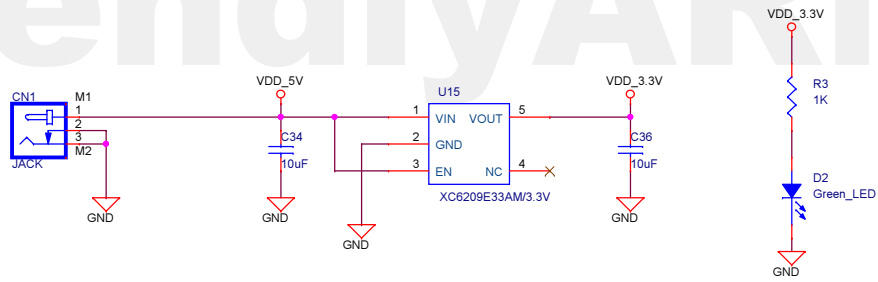 endlyARM
VDD_3.3V
R3
1K
D2
Green_LED
GND
CN1
M1
1
2
3
M2
JACK
GND
VDD_5V
C34
10uF
GND
U15
1
VIN
VOUT
5
2
GND
3
EN
NC
4
XC6209E33AM/3.3V
GND
VDD_3.3V
C36
10uF
GND